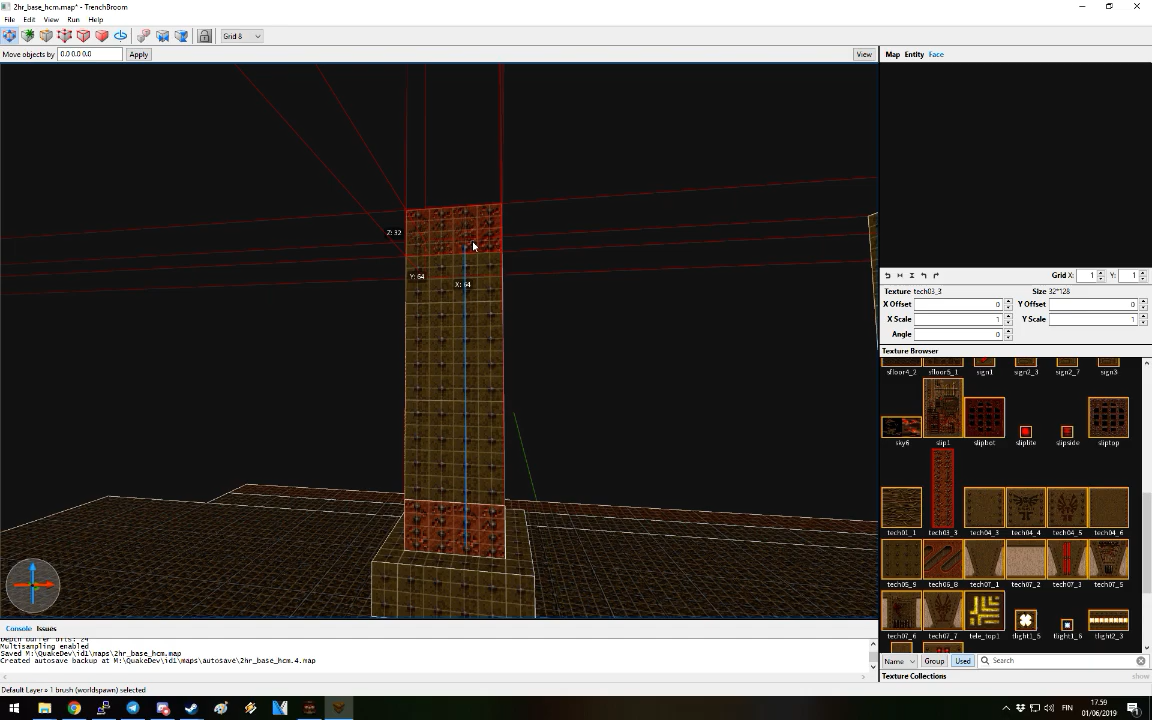 2hr_base_hcm.map* - TrenchBroom
File Edit View Run Help
Grid 8
Move objects by 0.0 0.0 0.0 Apply View
Map Entity Face
Z: 32
Y: 64
X: 64
Grid X: 1 Y: 1
Texture tech03_3 Size 32*128
X Offset 0 Y Offset 0
X Scale 1 Y Scale 1
Angle 0
Texture Browser
sfloor4_2 sfloor5_1 sign1 sign2_3 sign2_7 sign3
sky6 slip1 slipbot sliplite slipside sliptop
tech01_1 tech03_3 tech04_3 tech04_4 tech04_5 tech04_6
tech05_9 tech06_8 tech07_1 tech07_2 tech07_3 tech07_5
tech07_6 tech07_7 tele_top1 tlight1_5 tlight1_6 tlight2_3
Name Group Used Search
Texture Collections show
Console Issues
Depth buffer bits: 24
Multisampling enabled
Saved M:\QuakeDev\id1\maps\2hr_base_hcm.map
Created autosave backup at M:\QuakeDev\id1\maps\autosave\2hr_base_hcm.4.map
Default Layer » 1 brush (worldspawn) selected
FIN
17.59
01/06/2019
1